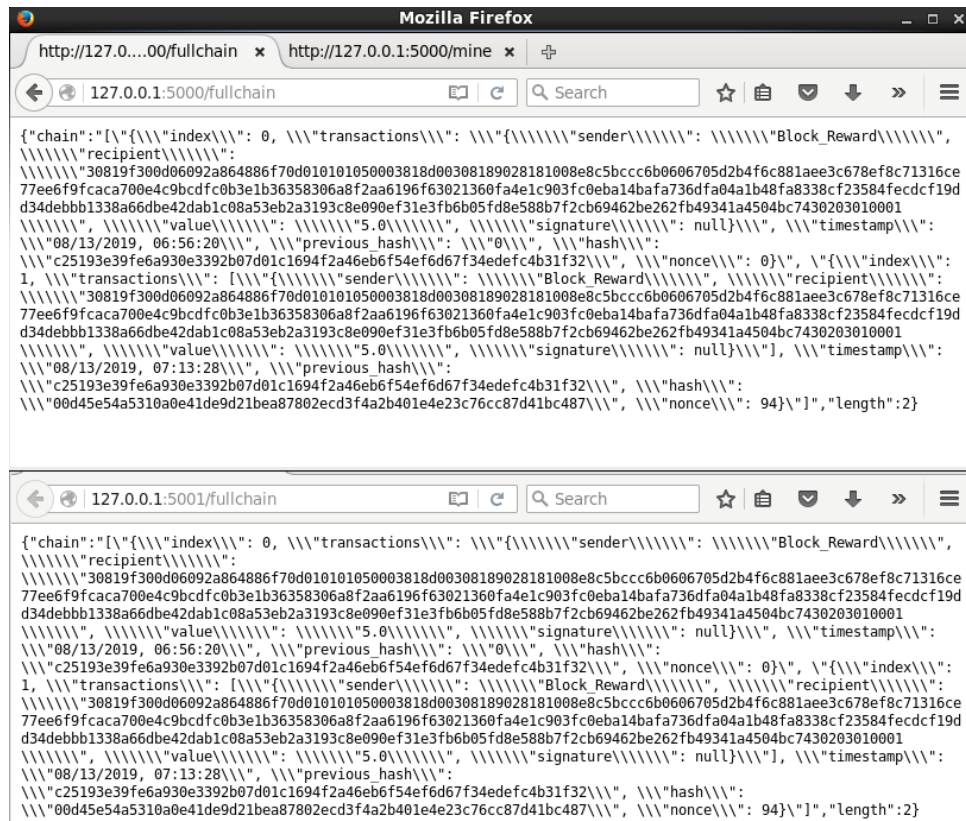 Mozilla Firefox
http://127.0....00/fullchain × http://127.0.0.1:5000/mine ×
127.0.0.1:5000/fullchain Search
{"chain":"[\"{\\\"index\\\": 0, \\\"transactions\\\": \\\"{\\\\\\\"sender\\\\\\\": \\\\\\\"Block_Reward\\\\\\\",
\\\\\\\"recipient\\\\\\\":
\\\\\\\"30819f300d06092a864886f70d010101050003818d00308189028181008e8c5bccc6b0606705d2b4f6c881aee3c678ef8c71316ce
77ee6f9fcaca700e4c9bcdfc0b3e1b36358306a8f2aa6196f63021360fa4e1c903fc0eba14bafa736dfa04a1b48fa8338cf23584fecdcf19d
d34debbb1338a66dbe42dab1c08a53eb2a3193c8e090ef31e3fb6b05fd8e588b7f2cb69462be262fb49341a4504bc7430203010001
\\\\\\\", \\\\\\\"value\\\\\\\": \\\\\\\"5.0\\\\\\\", \\\\\\\"signature\\\\\\\": null}\\\", \\\"timestamp\\\":
\\\"08/13/2019, 06:56:20\\\", \\\"previous_hash\\\": \\\"0\\\", \\\"hash\\\":
\\\"c25193e39fe6a930e3392b07d01c1694f2a46eb6f54ef6d67f34edefc4b31f32\\\", \\\"nonce\\\": 0}\", \"{\\\"index\\\":
1, \\\"transactions\\\": [\\\"{\\\\\\\"sender\\\\\\\": \\\\\\\"Block_Reward\\\\\\\", \\\\\\\"recipient\\\\\\\":
\\\\\\\"30819f300d06092a864886f70d010101050003818d00308189028181008e8c5bccc6b0606705d2b4f6c881aee3c678ef8c71316ce
77ee6f9fcaca700e4c9bcdfc0b3e1b36358306a8f2aa6196f63021360fa4e1c903fc0eba14bafa736dfa04a1b48fa8338cf23584fecdcf19d
d34debbb1338a66dbe42dab1c08a53eb2a3193c8e090ef31e3fb6b05fd8e588b7f2cb69462be262fb49341a4504bc7430203010001
\\\\\\\", \\\\\\\"value\\\\\\\": \\\\\\\"5.0\\\\\\\", \\\\\\\"signature\\\\\\\": null}\\\"], \\\"timestamp\\\":
\\\"08/13/2019, 07:13:28\\\", \\\"previous_hash\\\":
\\\"c25193e39fe6a930e3392b07d01c1694f2a46eb6f54ef6d67f34edefc4b31f32\\\", \\\"hash\\\":
\\\"00d45e54a5310a0e41de9d21bea87802ecd3f4a2b401e4e23c76cc87d41bc487\\\", \\\"nonce\\\": 94}\"]","length":2}
127.0.0.1:5001/fullchain Search
{"chain":"[\"{\\\"index\\\": 0, \\\"transactions\\\": \\\"{\\\\\\\"sender\\\\\\\": \\\\\\\"Block_Reward\\\\\\\",
\\\\\\\"recipient\\\\\\\":
\\\\\\\"30819f300d06092a864886f70d010101050003818d00308189028181008e8c5bccc6b0606705d2b4f6c881aee3c678ef8c71316ce
77ee6f9fcaca700e4c9bcdfc0b3e1b36358306a8f2aa6196f63021360fa4e1c903fc0eba14bafa736dfa04a1b48fa8338cf23584fecdcf19d
d34debbb1338a66dbe42dab1c08a53eb2a3193c8e090ef31e3fb6b05fd8e588b7f2cb69462be262fb49341a4504bc7430203010001
\\\\\\\", \\\\\\\"value\\\\\\\": \\\\\\\"5.0\\\\\\\", \\\\\\\"signature\\\\\\\": null}\\\", \\\"timestamp\\\":
\\\"08/13/2019, 06:56:20\\\", \\\"previous_hash\\\": \\\"0\\\", \\\"hash\\\":
\\\"c25193e39fe6a930e3392b07d01c1694f2a46eb6f54ef6d67f34edefc4b31f32\\\", \\\"nonce\\\": 0}\", \"{\\\"index\\\":
1, \\\"transactions\\\": [\\\"{\\\\\\\"sender\\\\\\\": \\\\\\\"Block_Reward\\\\\\\", \\\\\\\"recipient\\\\\\\":
\\\\\\\"30819f300d06092a864886f70d010101050003818d00308189028181008e8c5bccc6b0606705d2b4f6c881aee3c678ef8c71316ce
77ee6f9fcaca700e4c9bcdfc0b3e1b36358306a8f2aa6196f63021360fa4e1c903fc0eba14bafa736dfa04a1b48fa8338cf23584fecdcf19d
d34debbb1338a66dbe42dab1c08a53eb2a3193c8e090ef31e3fb6b05fd8e588b7f2cb69462be262fb49341a4504bc7430203010001
\\\\\\\", \\\\\\\"value\\\\\\\": \\\\\\\"5.0\\\\\\\", \\\\\\\"signature\\\\\\\": null}\\\"], \\\"timestamp\\\":
\\\"08/13/2019, 07:13:28\\\", \\\"previous_hash\\\":
\\\"c25193e39fe6a930e3392b07d01c1694f2a46eb6f54ef6d67f34edefc4b31f32\\\", \\\"hash\\\":
\\\"00d45e54a5310a0e41de9d21bea87802ecd3f4a2b401e4e23c76cc87d41bc487\\\", \\\"nonce\\\": 94}\"]","length":2}